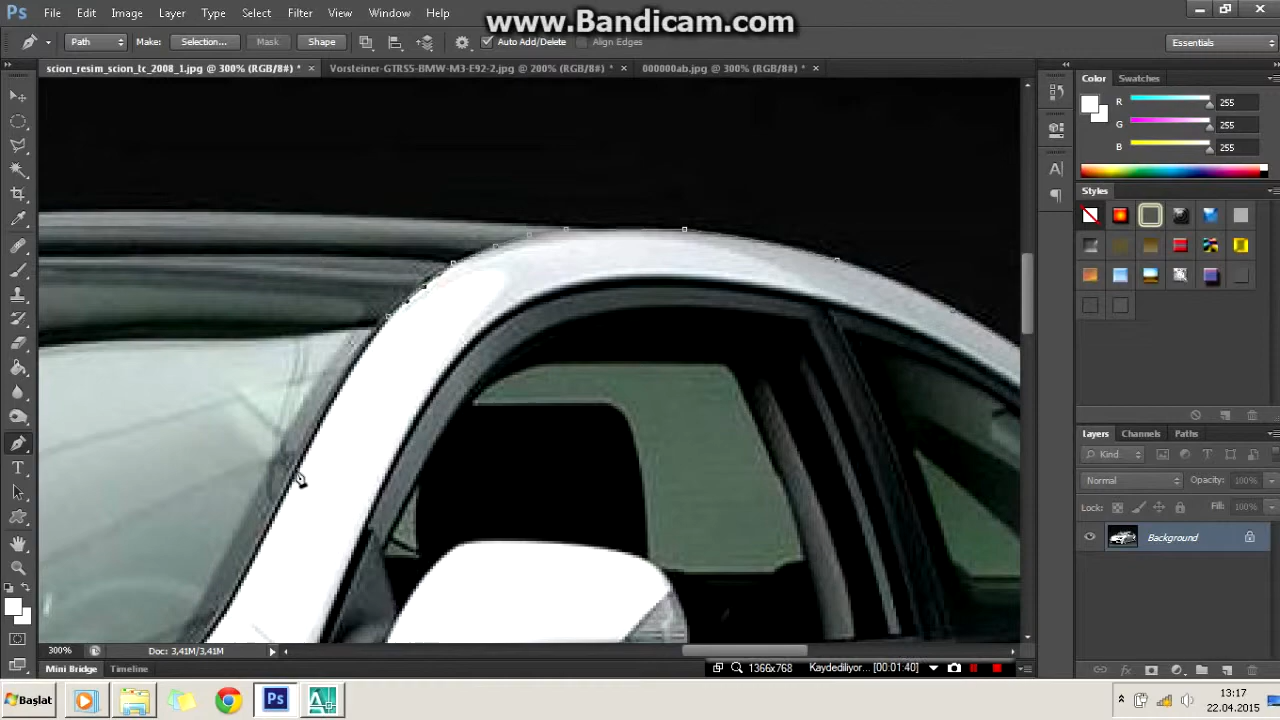 www.Bandicam.com
Ps File Edit Image Layer Type Select Filter 3D View Window Help
Path Make: Selection... Mask Shape Auto Add/Delete Align Edges Essentials
scion_resim_scion_tc_2008_1.jpg @ 300% (RGB/8#) * Vorsteiner-GTRS5-BMW-M3-E92-2.jpg @ 200% (RGB/8#) * 000000ab.jpg @ 300% (RGB/8#) *
Color Swatches
R 255
G 255
B 255
Styles
Layers Channels Paths
Kind
Normal Opacity: 100%
Lock: Fill: 100%
Background
300% Doc: 3,41M/3,41M
Mini Bridge Timeline
1366x768 Kaydediliyor... [00:01:40]
Başlat Ps
13:17
22.04.2015